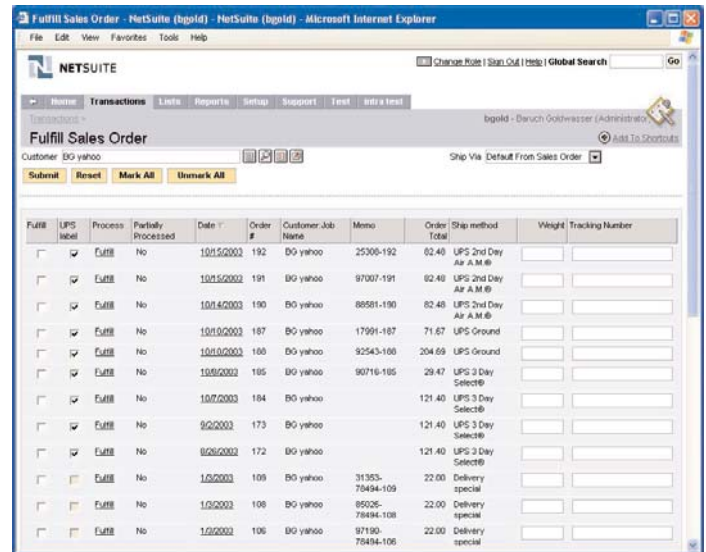 Fulfill Sales Order - NetSuite (bgold) - NetSuite (bgold) - Microsoft Internet Explorer
File Edit View Favorites Tools Help
N NETSUITE
Change Role | Sign Out | Help | Global Search Go
Home Transactions Lists Reports Setup Support Test Intra test
Transactions >
bgold - Baruch Goldwasser (Administrator)
Fulfill Sales Order
Add To Shortcuts
Customer BG yahoo Ship Via Default From Sales Order
Submit Reset Mark All Unmark All
Fulfill UPS label Process Partially Processed Date Order # Customer:Job Name Memo Order Total Ship method Weight Tracking Number
Fulfill No 10/15/2003 192 BG yahoo 25308-192 82.48 UPS 2nd Day
Air A.M.®
Fulfill No 10/15/2003 191 BG yahoo 97007-191 82.48 UPS 2nd Day
Air A.M.®
Fulfill No 10/14/2003 190 BG yahoo 88581-190 82.48 UPS 2nd Day
Air A.M.®
Fulfill No 10/10/2003 187 BG yahoo 17991-187 71.67 UPS Ground
Fulfill No 10/10/2003 188 BG yahoo 92543-188 204.69 UPS Ground
Fulfill No 10/8/2003 185 BG yahoo 90716-185 29.47 UPS 3 Day
Select®
Fulfill No 10/7/2003 184 BG yahoo 121.40 UPS 3 Day
Select®
Fulfill No 9/2/2003 173 BG yahoo 121.40 UPS 3 Day
Select®
Fulfill No 8/26/2003 172 BG yahoo 121.40 UPS 3 Day
Select®
Fulfill No 1/3/2003 109 BG yahoo 31353- 22.00 Delivery
78494-109 special
Fulfill No 1/3/2003 108 BG yahoo 85026- 22.00 Delivery
78494-108 special
Fulfill No 1/2/2003 106 BG yahoo 97190- 22.00 Delivery
78494-106 special